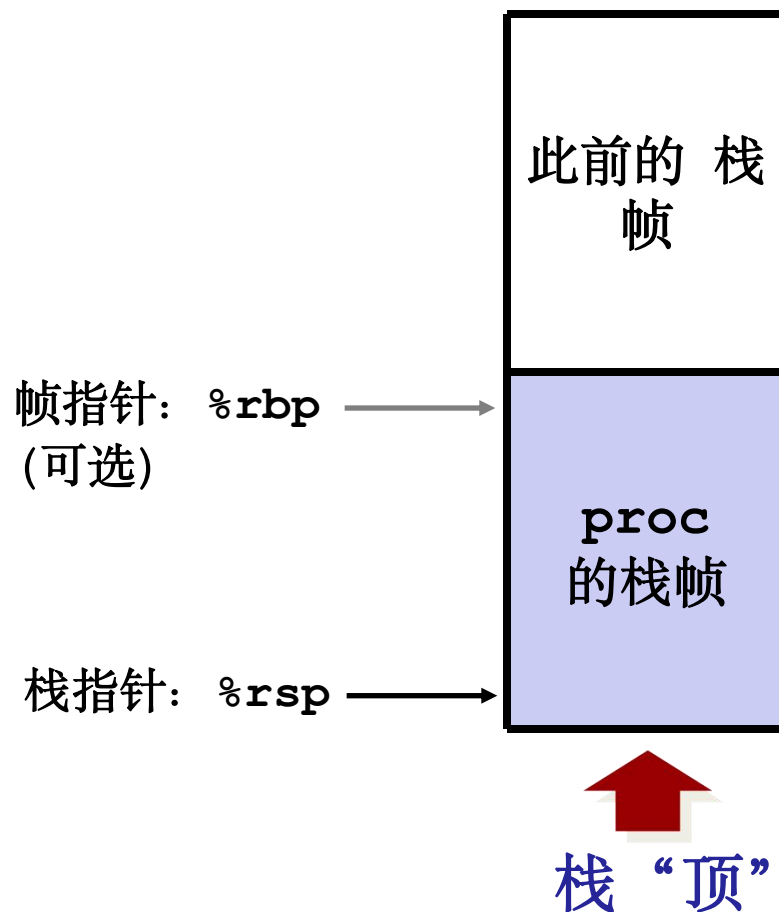 此前的 栈
帧
帧指针： %rbp
(可选)
proc
的栈帧
栈指针： %rsp
栈“顶”